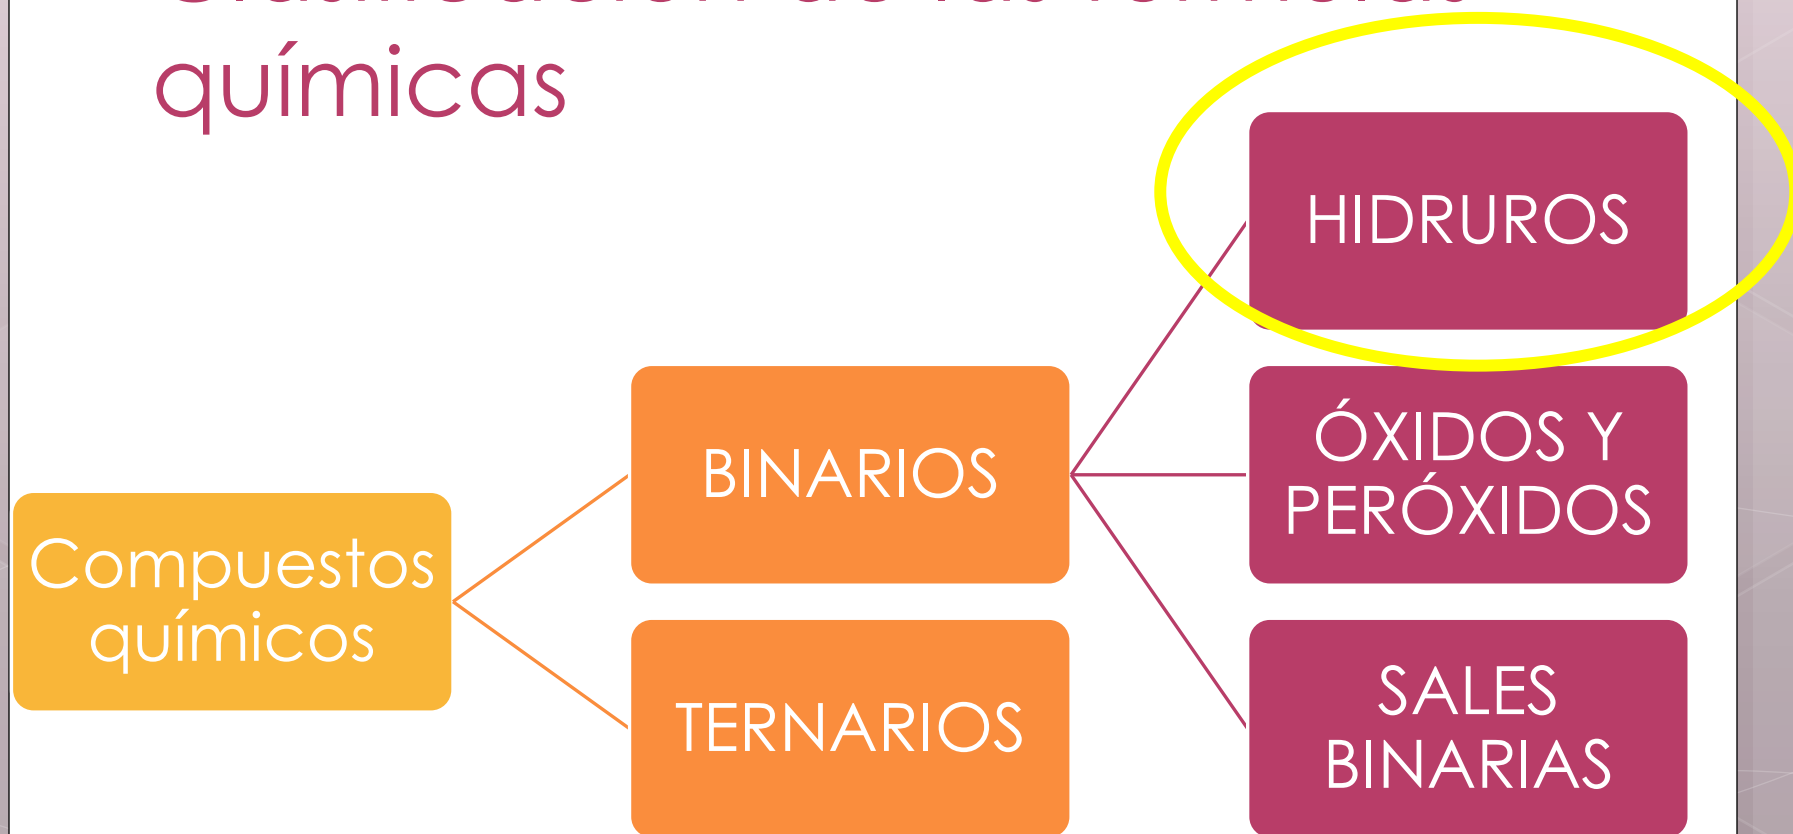 químicas
HIDRUROS
BINARIOS
ÓXIDOS Y
PERÓXIDOS
Compuestos
químicos
TERNARIOS
SALES
BINARIAS